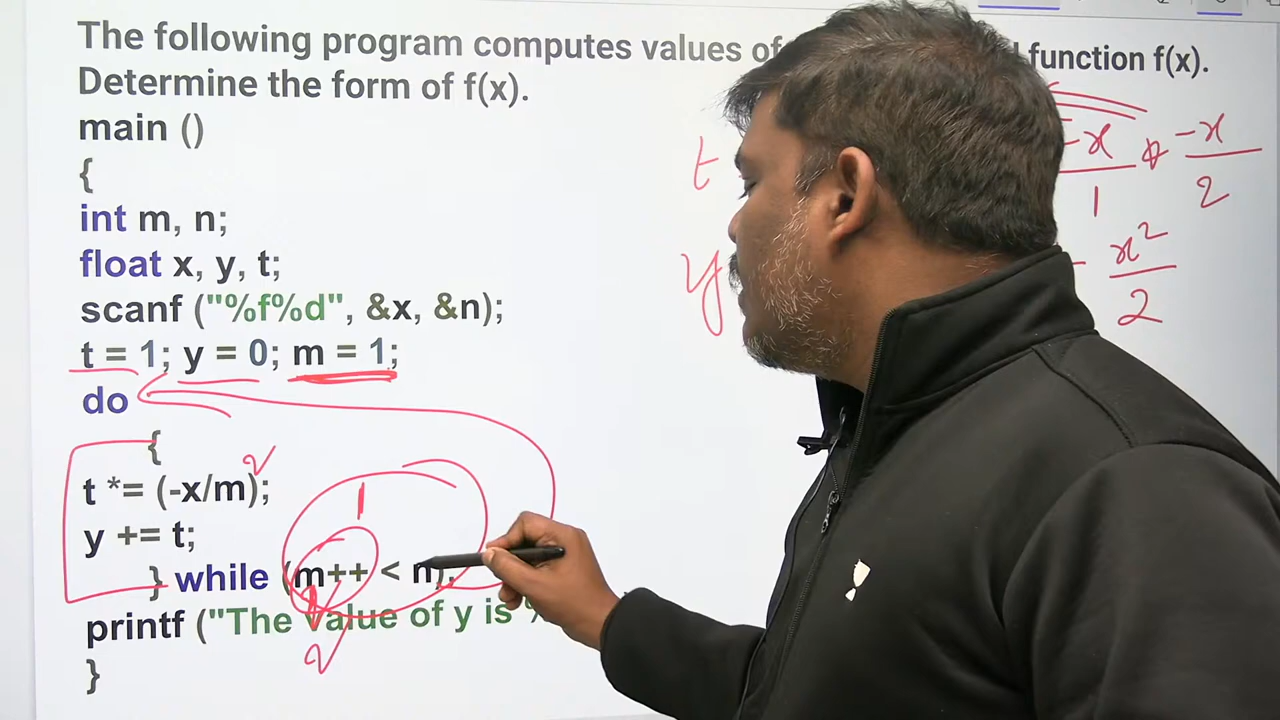 The following program computes values of function f(x).
Determine the form of f(x).
main ()
{
int m, n;
float x, y, t;
scanf ("%f%d", &x, &n);
t = 1; y = 0; m = 1;
do
{
t *= (-x/m);
y += t;
} while (m++ < n);
printf ("The value of y is %
}
1
t
-x
1
* -x
2
y
- x²
2